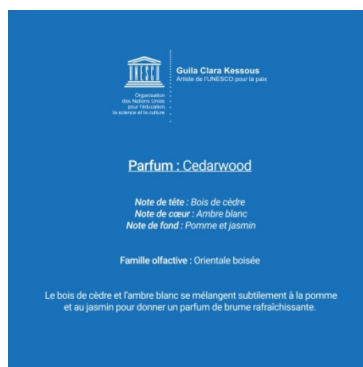 UNESCO
Guila Clara Kessous
Artiste de l'UNESCO pour la paix
Organisation
des Nations Unies
pour l'éducation,
la science et la culture
Parfum : Cedarwood
Note de tête : Bois de cèdre
Note de cœur : Ambre blanc
Note de fond : Pomme et jasmin
Famille olfactive : Orientale boisée
Le bois de cèdre et l'ambre blanc se mélangent subtilement à la pomme
et au jasmin pour donner un parfum de brume rafraîchissante.